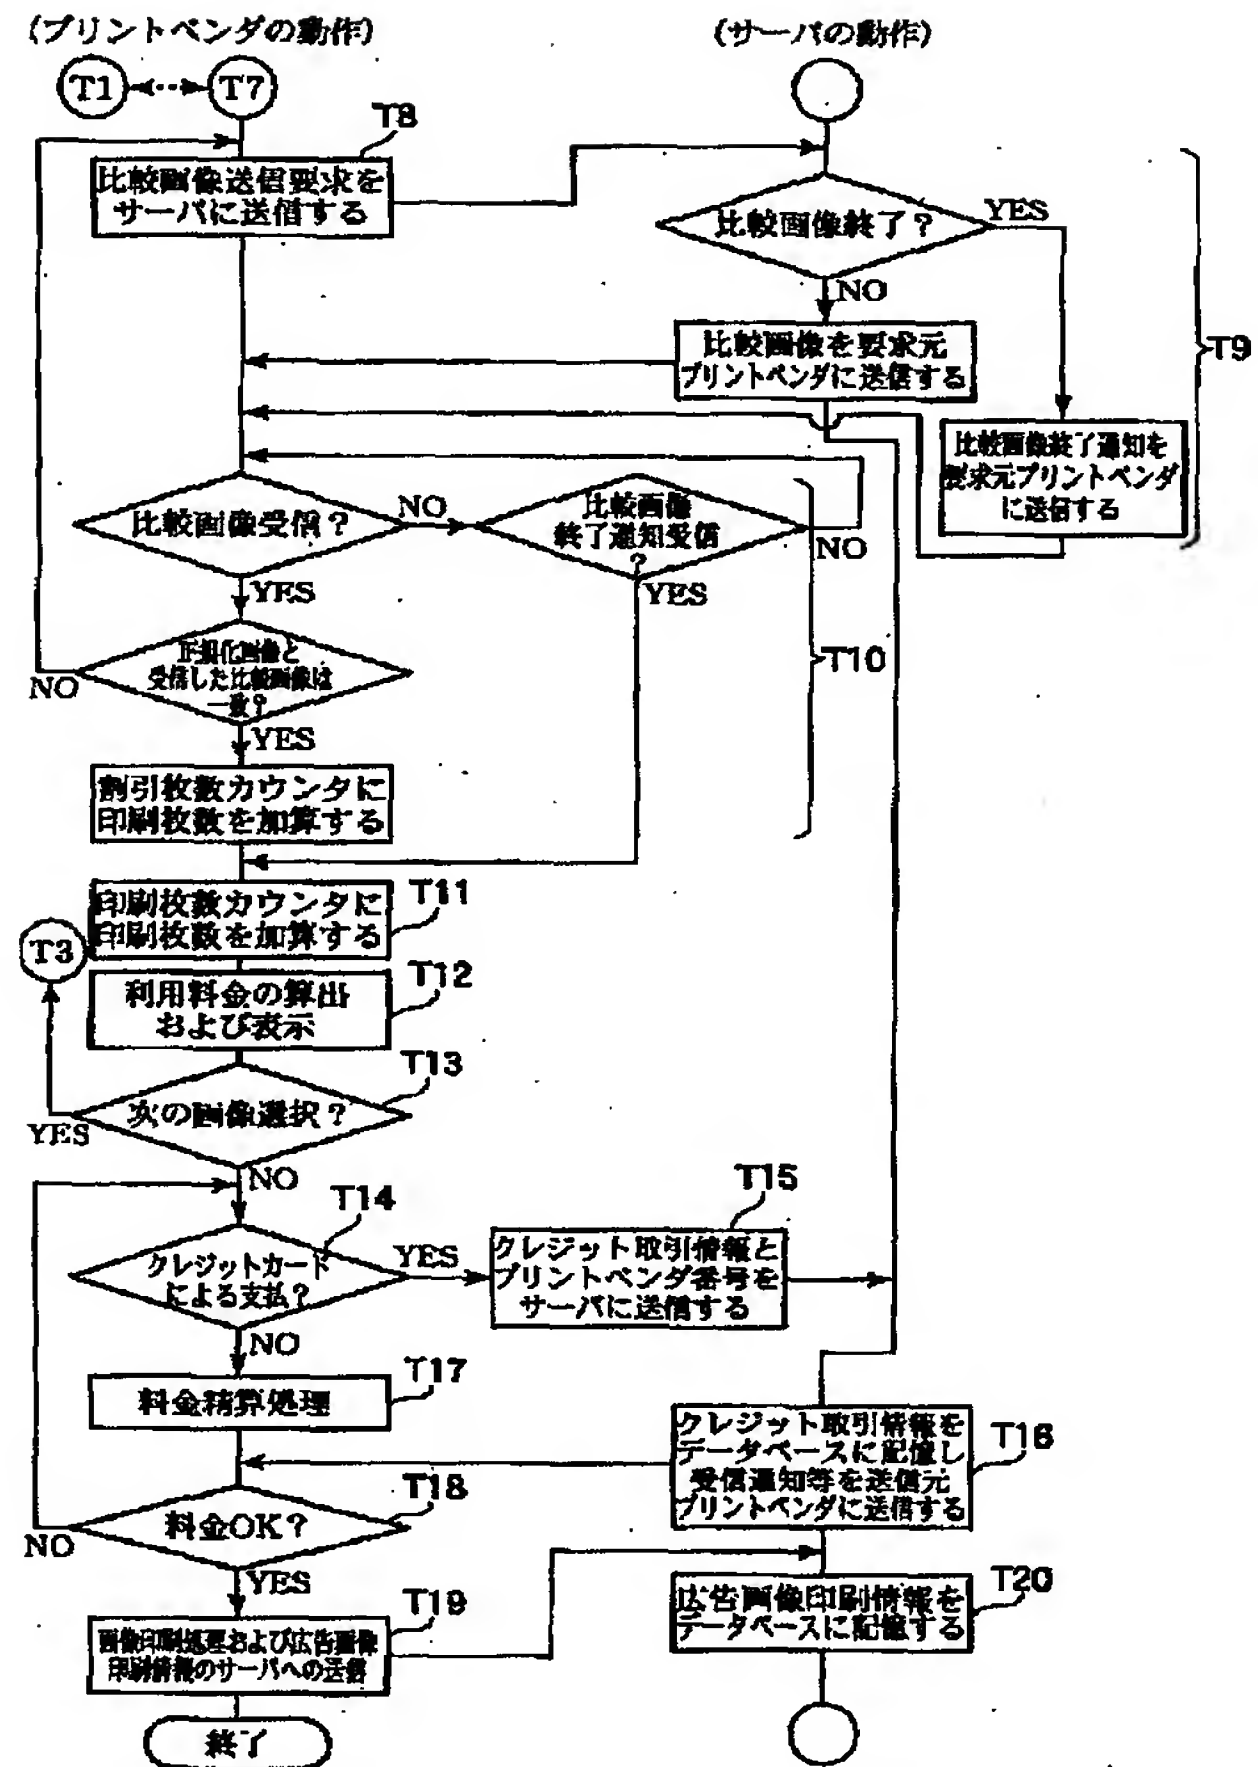 (プリントベンダの動作)
(サーバの動作)
T1
T7
T8
比較画像送信要求を
サーバに送信する
比較画像終了?
YES
NO
比較画像を要求元
プリントベンダに送信する
T9
比較画像終了通知を
要求元プリントベンダ
に送信する
比較画像受信?
NO
YES
比較画像
終了通知受信
?
NO
YES
T10
正規化画像と
受信した比較画像は
一致?
NO
YES
割引枚数カウンタに
印刷枚数を加算する
T11
印刷枚数カウンタに
印刷枚数を加算する
T3
T12
利用料金の算出
および表示
T13
次の画像選択?
YES
NO
T14
クレジットカード
による支払?
YES
NO
T15
クレジット取引情報と
プリントベンダ番号を
サーバに送信する
T17
料金精算処理
T16
クレジット取引情報を
データベースに記憶し
受信通知等を送信元
プリントベンダに送信する
T18
料金OK?
NO
YES
T19
画像印刷処理および広告画像
印刷情報のサーバへの送信
T20
広告画像印刷情報を
データベースに記憶する
終了